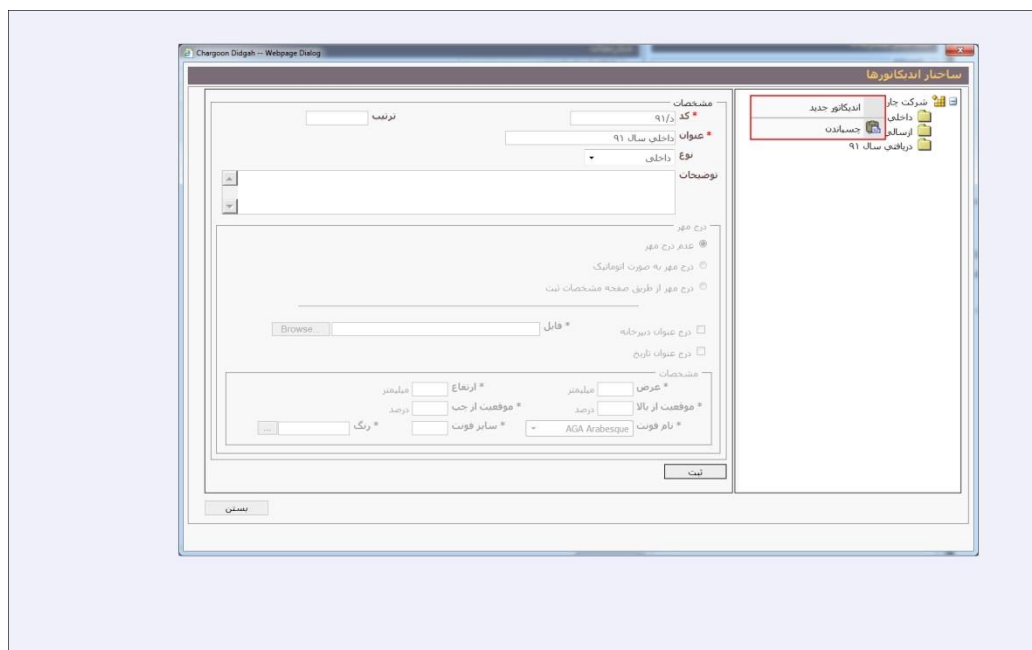 Chargoon Didgah -- Webpage Dialog
ساختار اندیکاتورها
شرکت چار
اندیکاتور جدید
داخلی
چسباندن
ارسالی
دریافتی سال ۹۱
مشخصات
* کد د/۹۱ ترتیب
* عنوان داخلی سال ۹۱
نوع داخلی
توضیحات
درج مهر
عدم درج مهر
درج مهر به صورت اتوماتیک
درج مهر از طریق صفحه مشخصات ثبت
درج عنوان دبیرخانه * فایل Browse...
درج عنوان تاریخ
مشخصات
* عرض میلیمتر * ارتفاع میلیمتر
* موقعیت از بالا درصد * موقعیت از چپ درصد
* نام فونت AGA Arabesque * سایز فونت * رنگ ...
ثبت
بستن